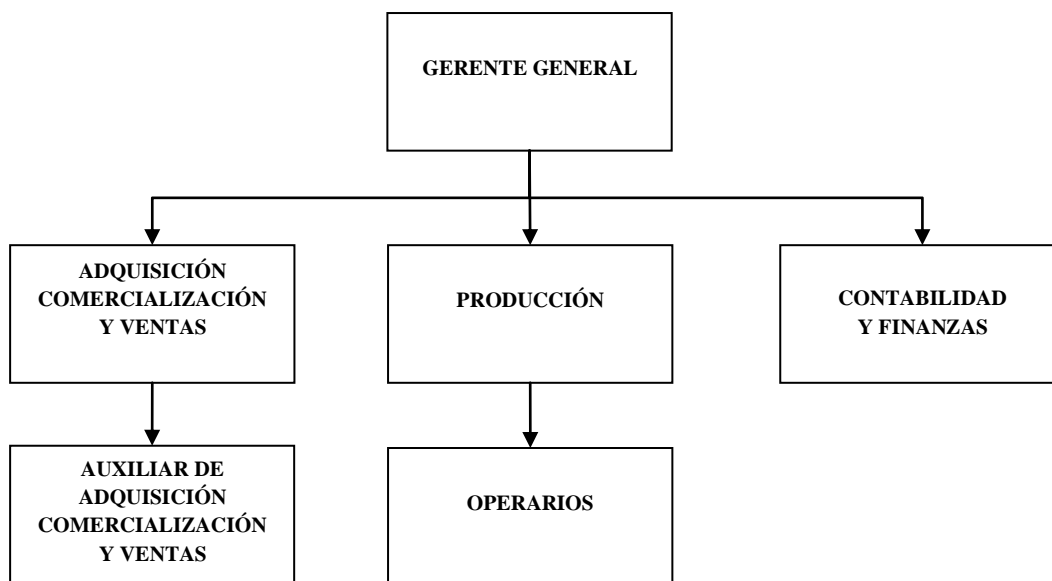 GERENTE GENERAL
ADQUISICIÓN
COMERCIALIZACIÓN
Y VENTAS
PRODUCCIÓN
CONTABILIDAD
Y FINANZAS
AUXILIAR DE
ADQUISICIÓN
COMERCIALIZACIÓN
Y VENTAS
OPERARIOS